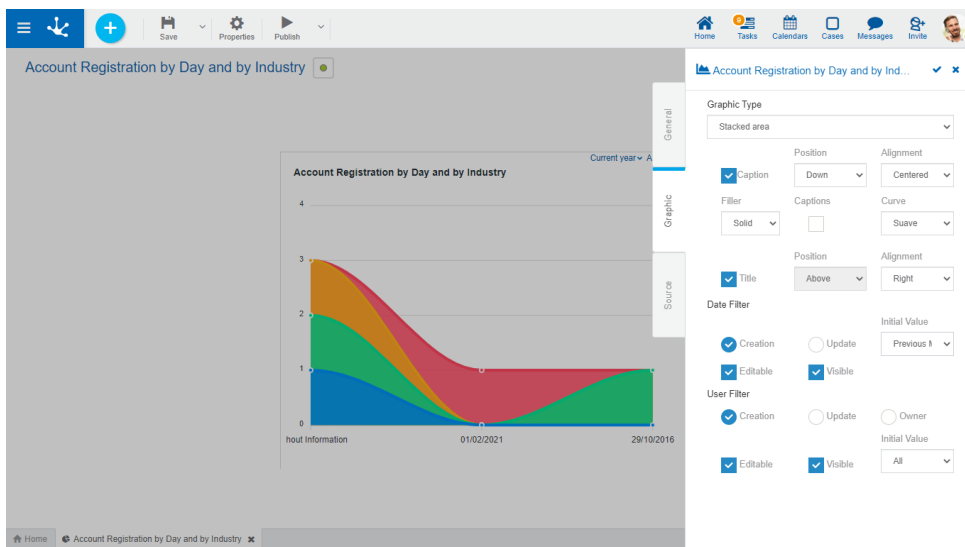 Save
Properties
Publish
Home
9
Tasks
Calendars
Cases
Messages
Invite
Account Registration by Day and by Industry
Account Registration by Day and by Ind...
General
Graphic
Source
Current year
A
Account Registration by Day and by Industry
4
3
2
1
0
hout Information
01/02/2021
29/10/2016
Graphic Type
Stacked area
Position
Alignment
Caption
Down
Centered
Filler
Captions
Curve
Solid
Suave
Position
Alignment
Title
Above
Right
Date Filter
Initial Value
Creation
Update
Previous M
Editable
Visible
User Filter
Creation
Update
Owner
Initial Value
Editable
Visible
All
Home
Account Registration by Day and by Industry